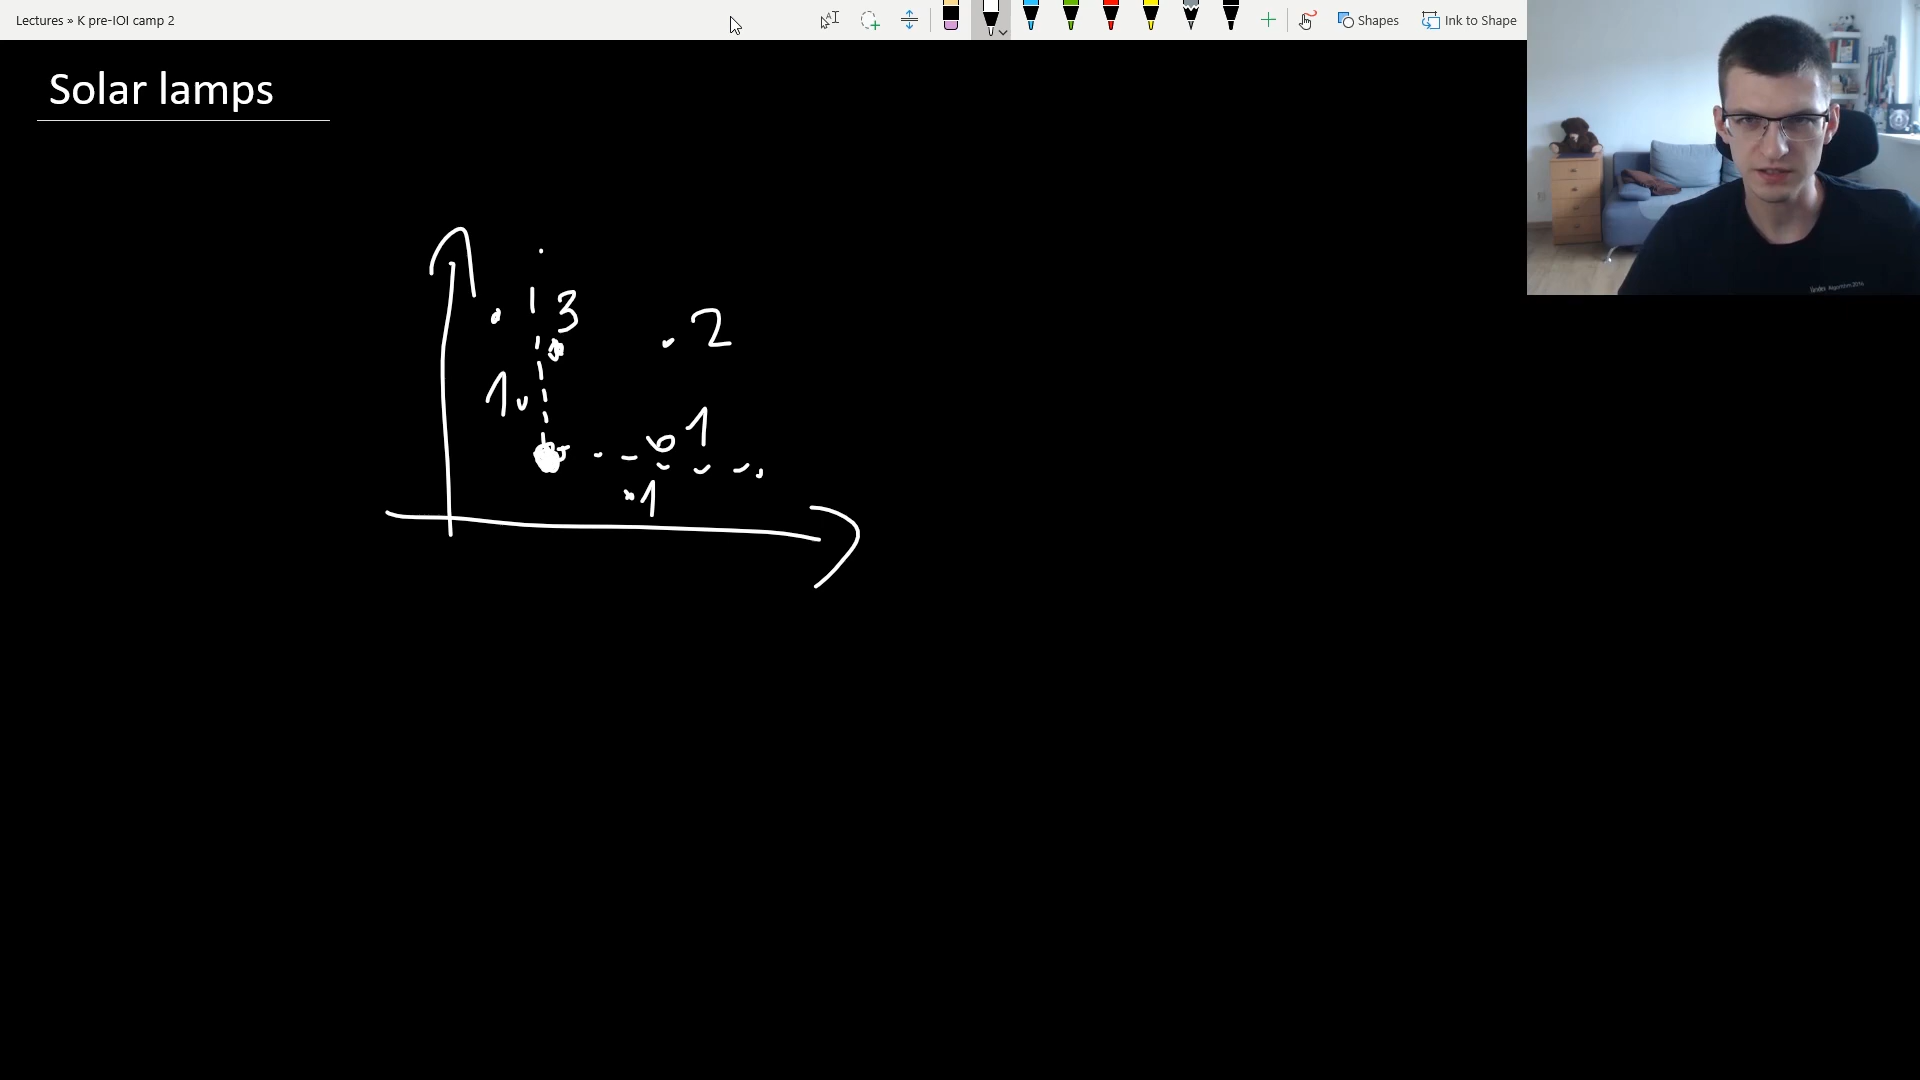 Lectures » K pre-IOI camp 2
Shapes
Ink to Shape
Solar lamps
3
2
1
1
1